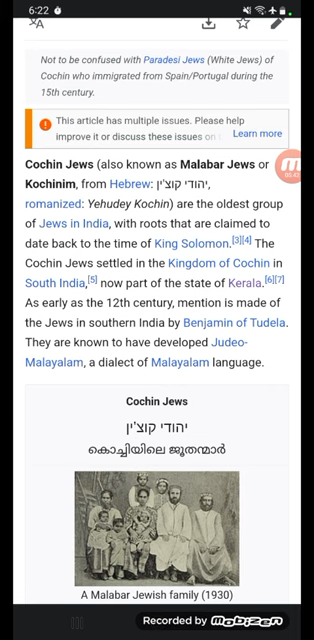 6:22
Not to be confused with Paradesi Jews (White Jews) of
Cochin who immigrated from Spain/Portugal during the
15th century.
This article has multiple issues. Please help
improve it or discuss these issues on
Learn more
Cochin Jews (also known as Malabar Jews or
Kochinim, from Hebrew: יהודי קוצ'ין,
romanized: Yehudey Kochin) are the oldest group
of Jews in India, with roots that are claimed to
date back to the time of King Solomon.[3][4] The
Cochin Jews settled in the Kingdom of Cochin in
South India,[5] now part of the state of Kerala.[6][7]
As early as the 12th century, mention is made of
the Jews in southern India by Benjamin of Tudela.
They are known to have developed Judeo-
Malayalam, a dialect of Malayalam language.
Cochin Jews
יהודי קוצ'ין
കൊച്ചിയിലെ ജൂതന്മാർ
A Malabar Jewish family (1930)
Recorded by mobizen